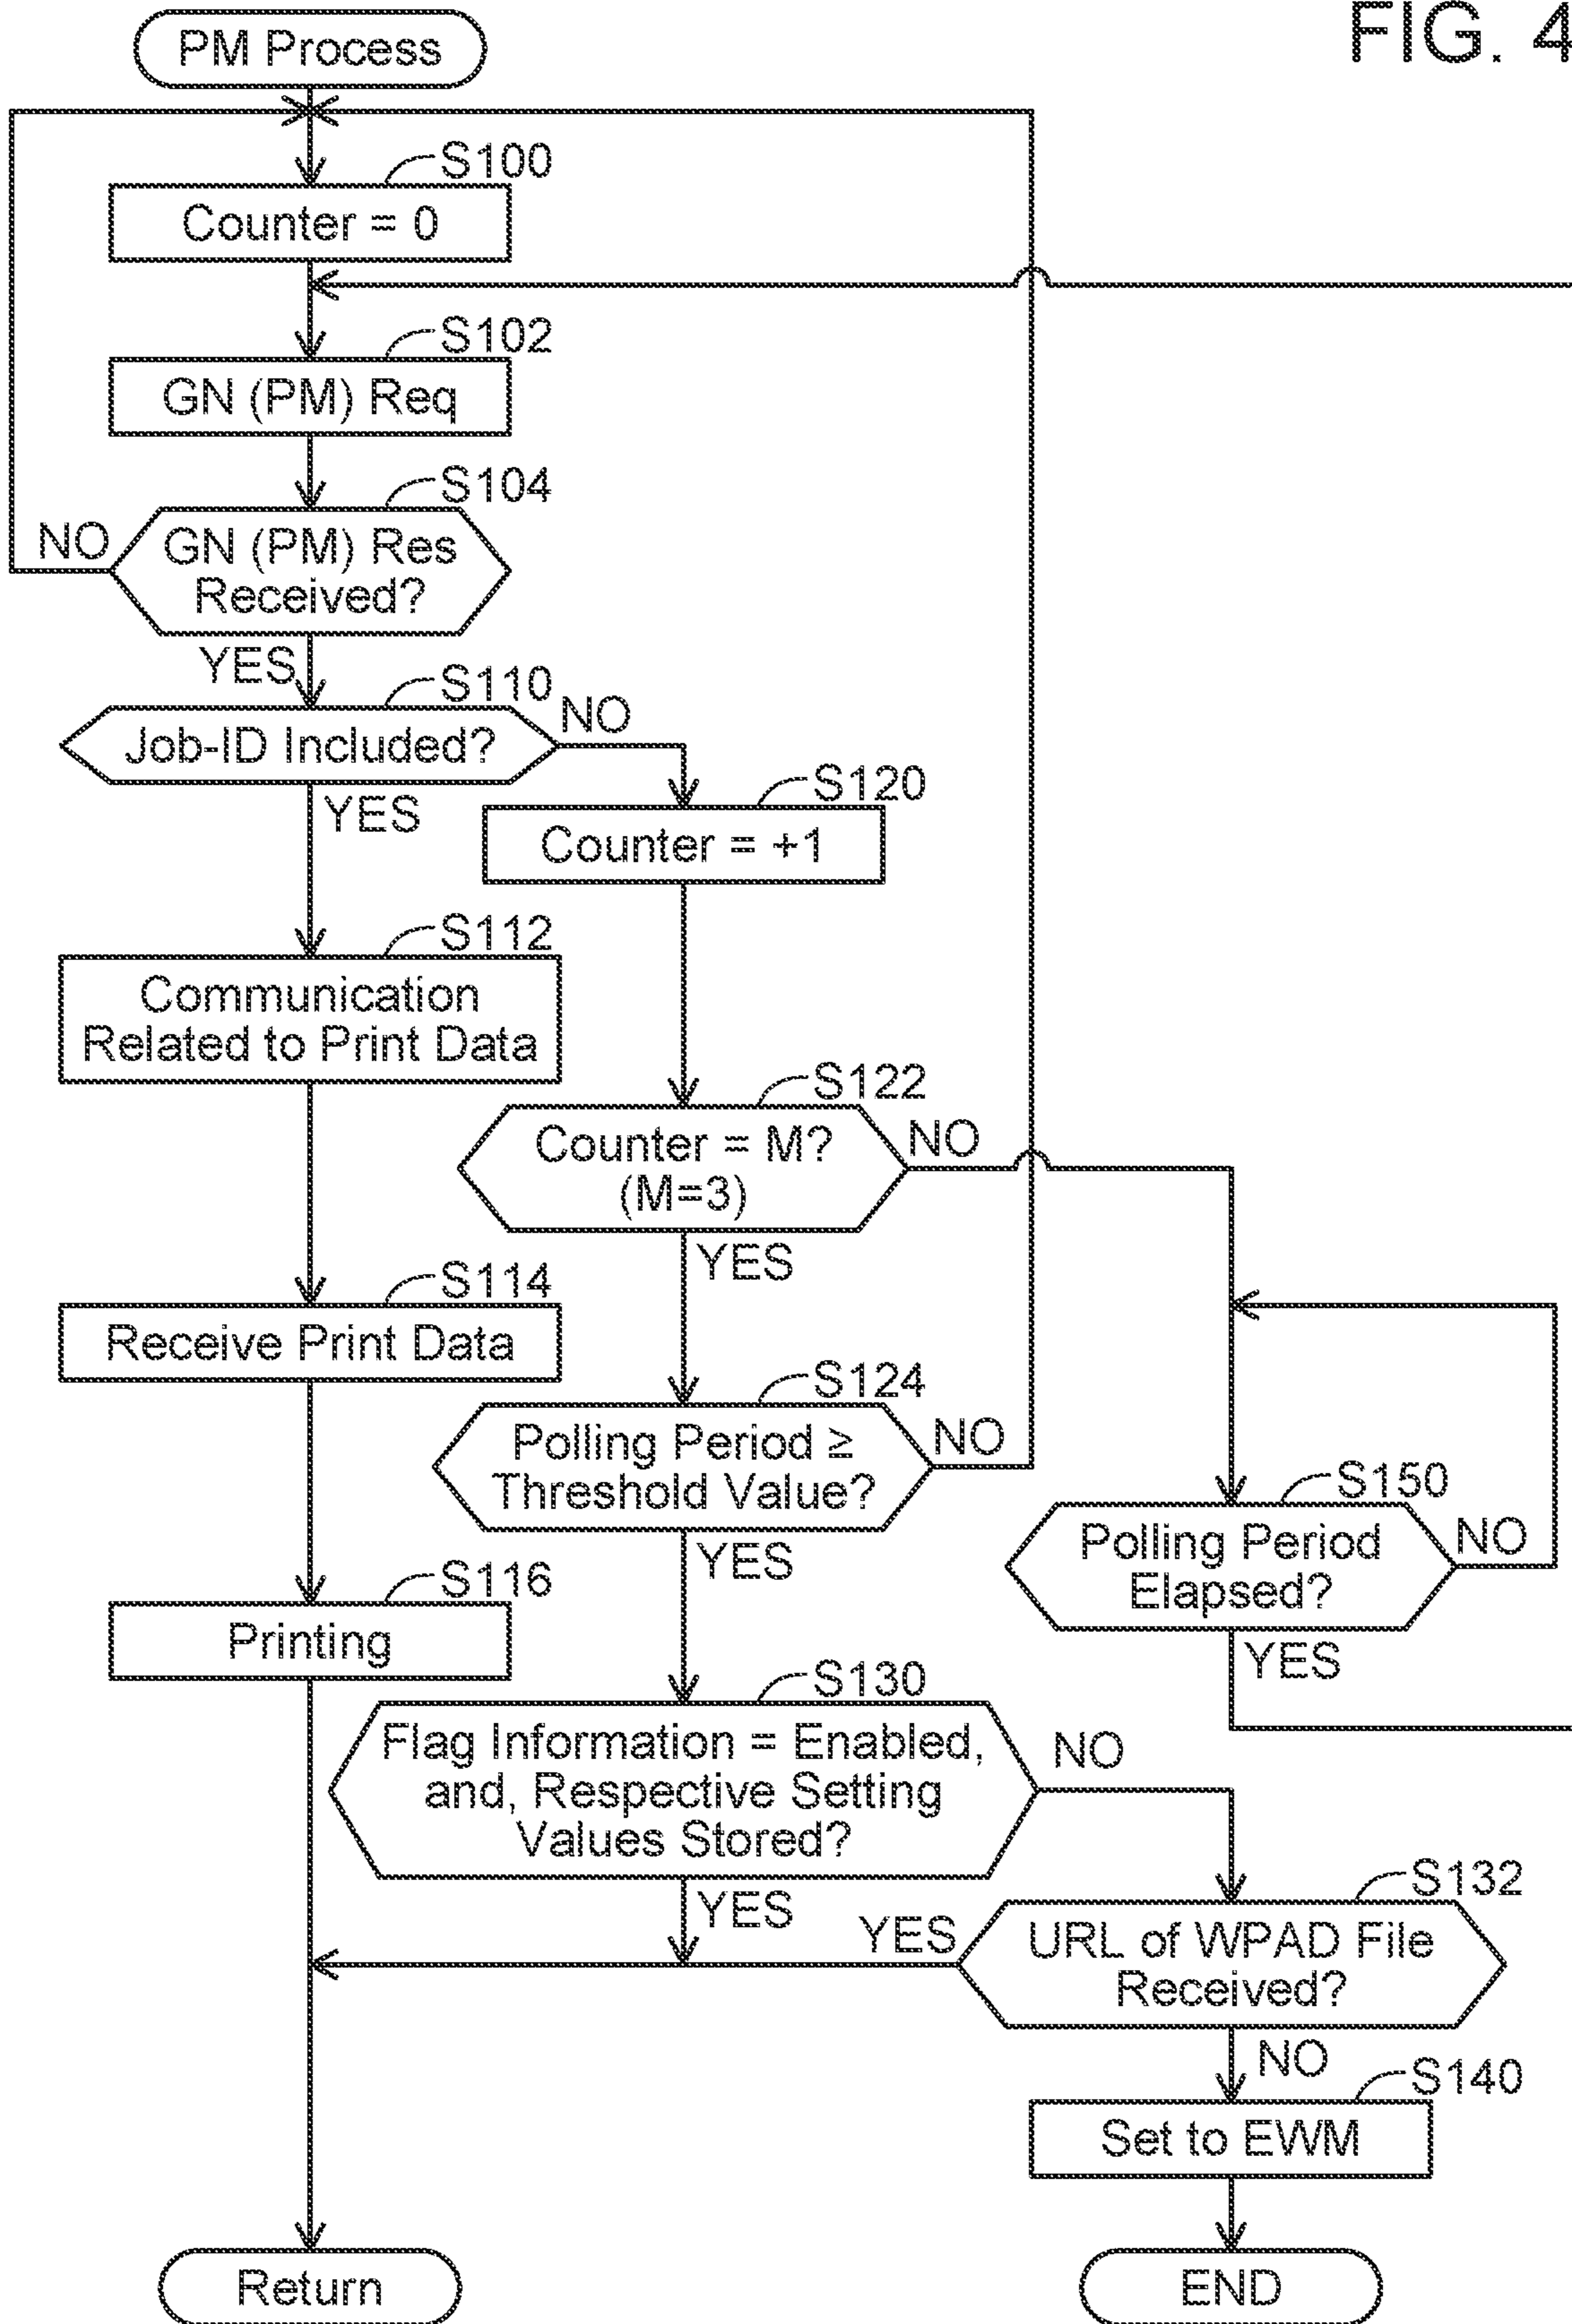 FIG. 4
PM Process
S100
Counter = 0
S102
GN (PM) Req
S104
NO
GN (PM) Res
Received?
YES
S110
Job-ID Included?
NO
YES
S120
Counter = +1
S112
Communication
Related to Print Data
S122
Counter = M?
(M=3)
NO
YES
S114
Receive Print Data
S124
Polling Period ≥
Threshold Value?
NO
YES
S150
Polling Period
Elapsed?
NO
YES
S116
Printing
S130
Flag Information = Enabled,
and, Respective Setting
Values Stored?
NO
YES
S132
YES
URL of WPAD File
Received?
NO
S140
Set to EWM
Return
END